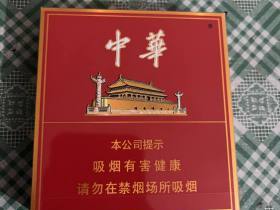 中華
本公司提示
吸烟有害健康
请勿在禁烟场所吸烟